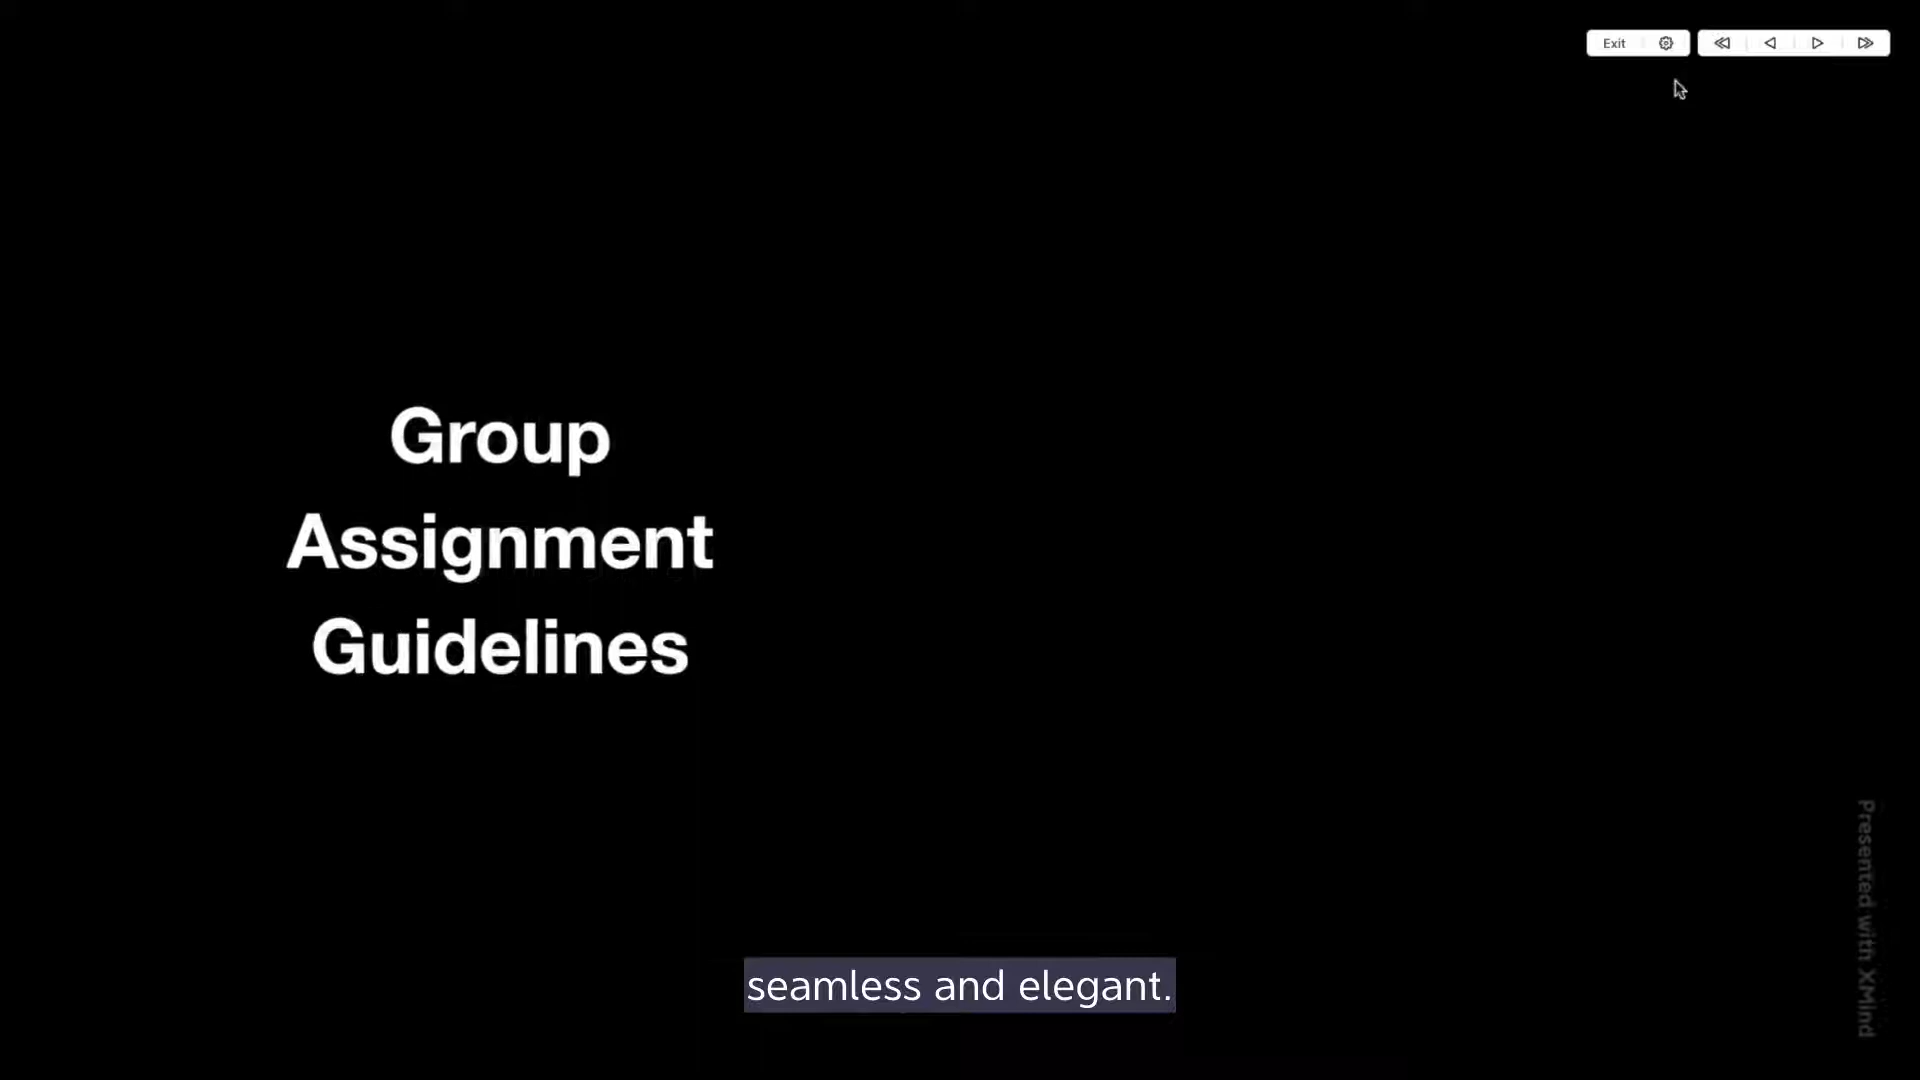 Exit
Group
Assignment
Guidelines
Presented with XMind
seamless and elegant.